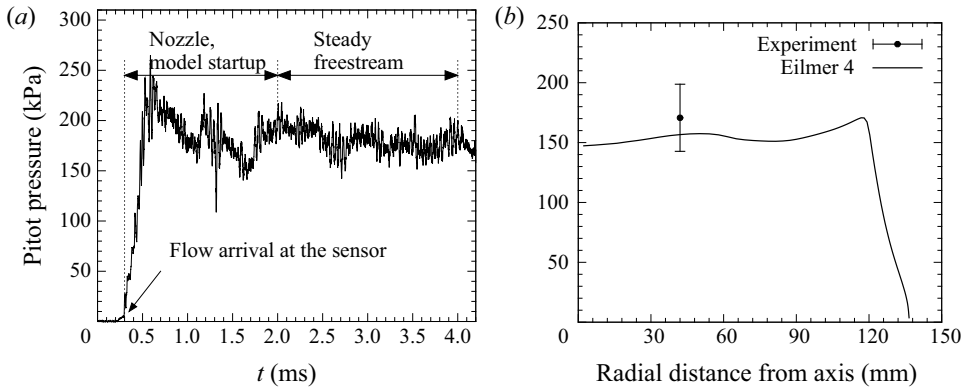 (a)
300
250
200
150
100
50
0
0.5
1.0
1.5
2.0
2.5
3.0
3.5
4.0
Pitot pressure (kPa)
t (ms)
Nozzle,
model startup
Steady
freestream
Flow arrival at the sensor
(b)
250
200
150
100
50
0
30
60
90
120
150
Radial distance from axis (mm)
Experiment
Eilmer 4